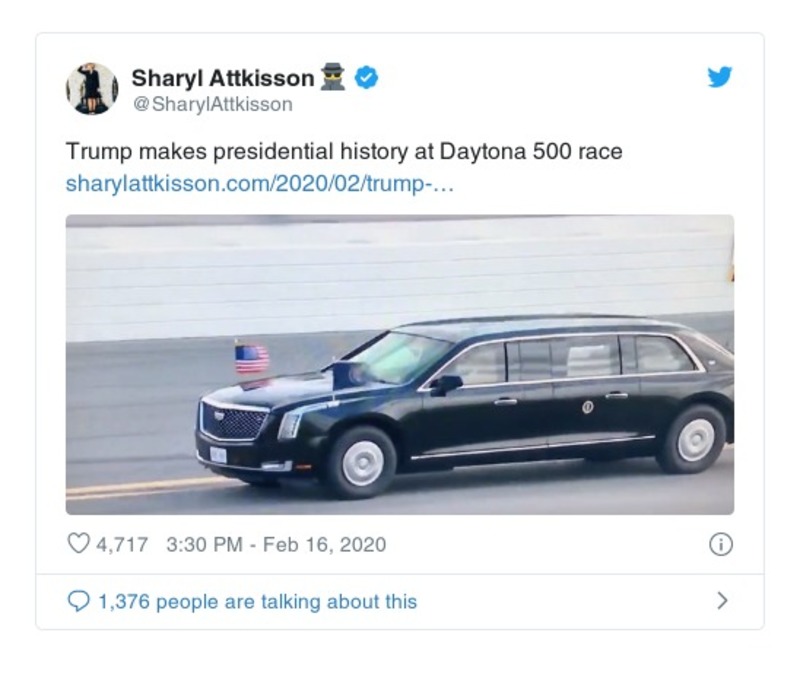 Sharyl Attkisson
@SharylAttkisson
Trump makes presidential history at Daytona 500 race
sharylattkisson.com/2020/02/trump-…
4,717 3:30 PM - Feb 16, 2020
1,376 people are talking about this